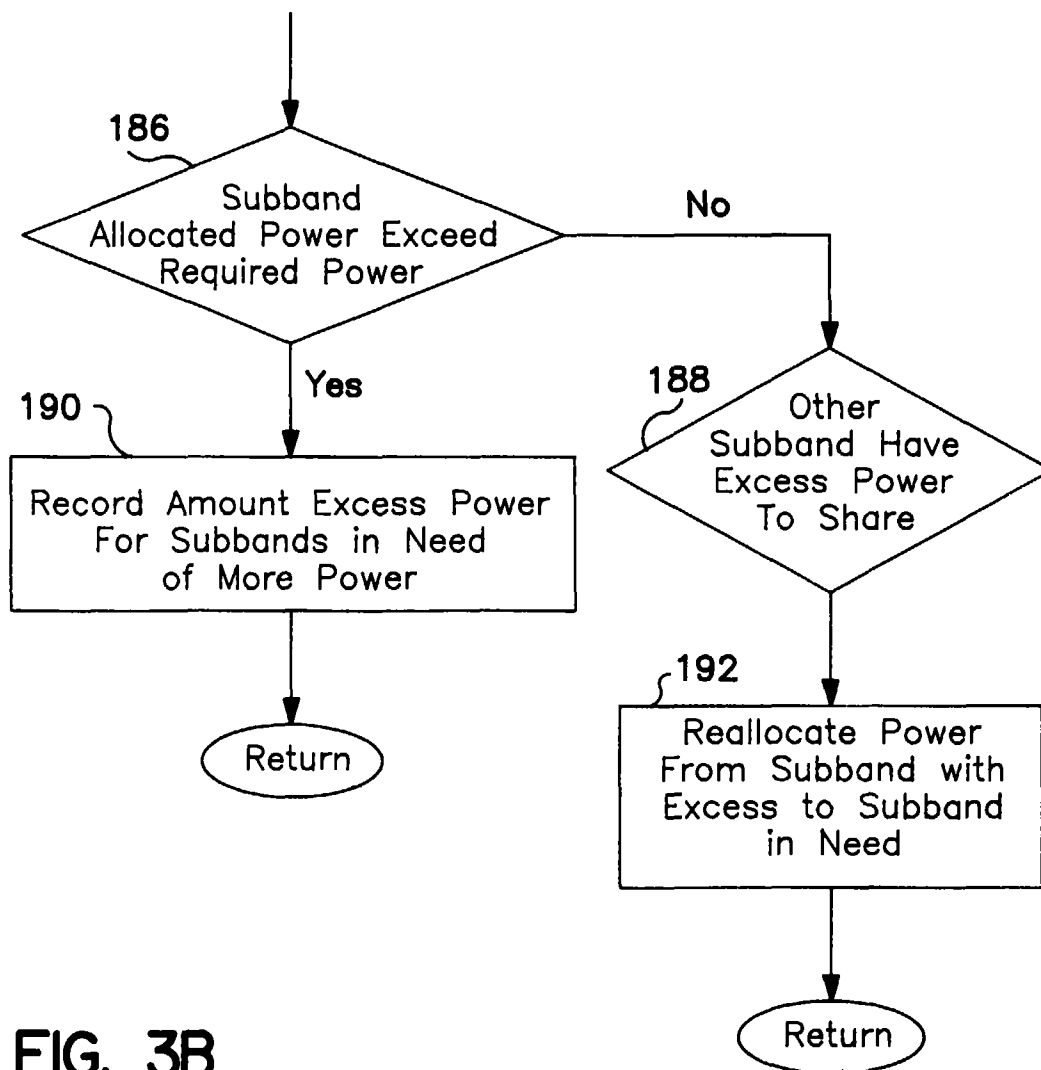 186
Subband
Allocated Power Exceed
Required Power
No
Yes
190
Record Amount Excess Power
For Subbands in Need
of More Power
Return
188
Other
Subband Have
Excess Power
To Share
192
Reallocate Power
From Subband with
Excess to Subband
in Need
Return
FIG. 3B